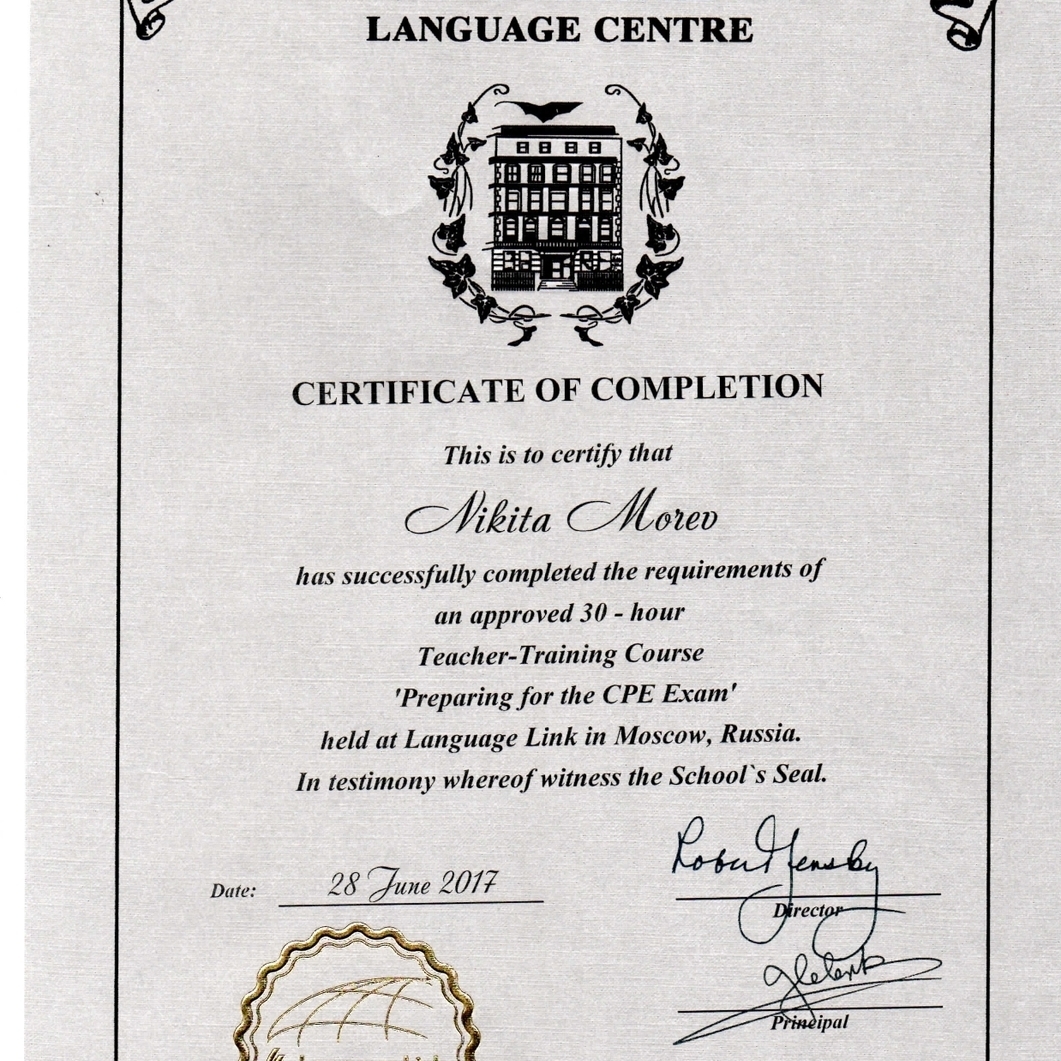 LANGUAGE CENTRE
CERTIFICATE OF COMPLETION
This is to certify that
Nikita Morev
has successfully completed the requirements of
an approved 30 - hour
Teacher-Training Course
'Preparing for the CPE Exam'
held at Language Link in Moscow, Russia.
In testimony whereof witness the School`s Seal.
Date: 28 June 2017
Director
Principal